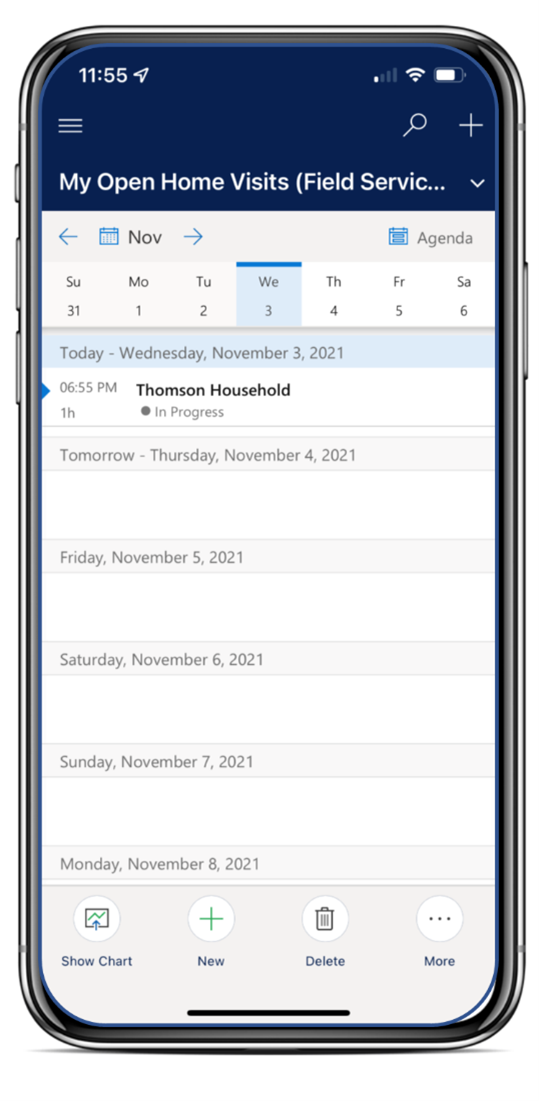 11:55
My Open Home Visits (Field Servic...
Nov
Agenda
Su Mo Tu We Th Fr Sa
31 1 2 3 4 5 6
Today - Wednesday, November 3, 2021
06:55 PM Thomson Household
1h In Progress
Tomorrow - Thursday, November 4, 2021
Friday, November 5, 2021
Saturday, November 6, 2021
Sunday, November 7, 2021
Monday, November 8, 2021
Show Chart New Delete More